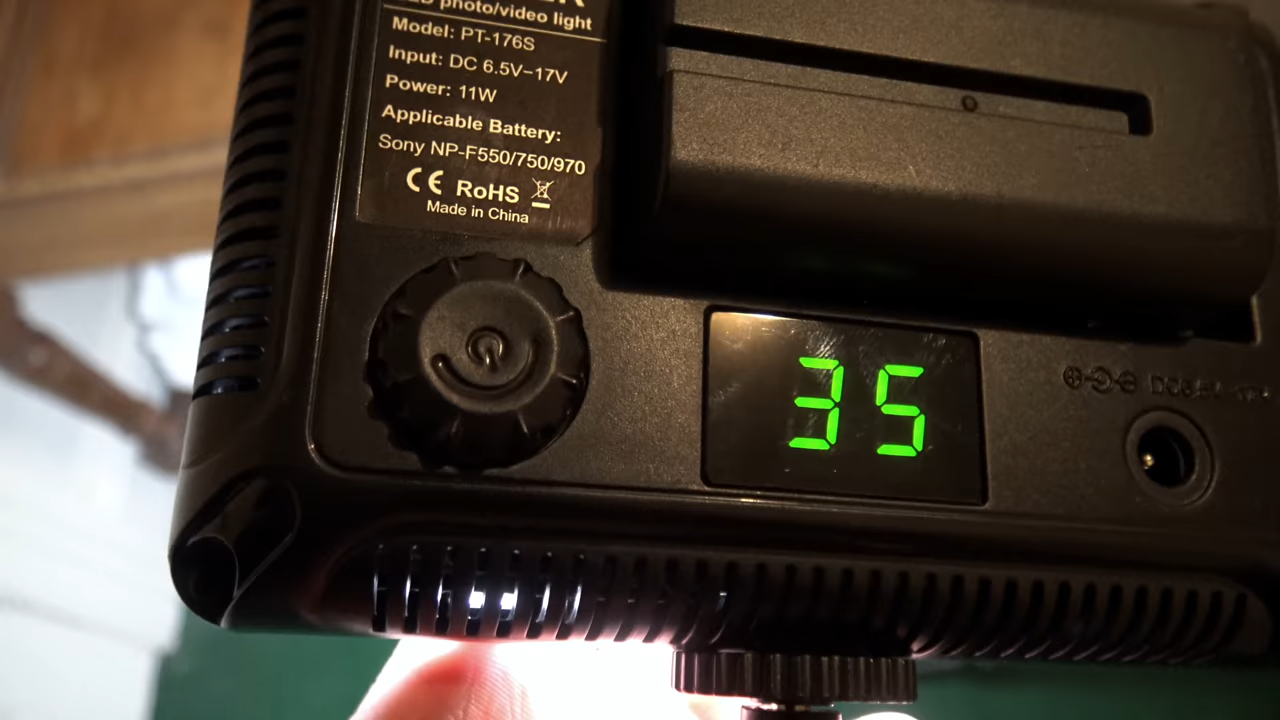 photo/video light
Model: PT-176S
Input: DC 6.5V-17V
Power: 11W
Applicable Battery:
Sony NP-F550/750/970
CE RoHS
Made in China
35